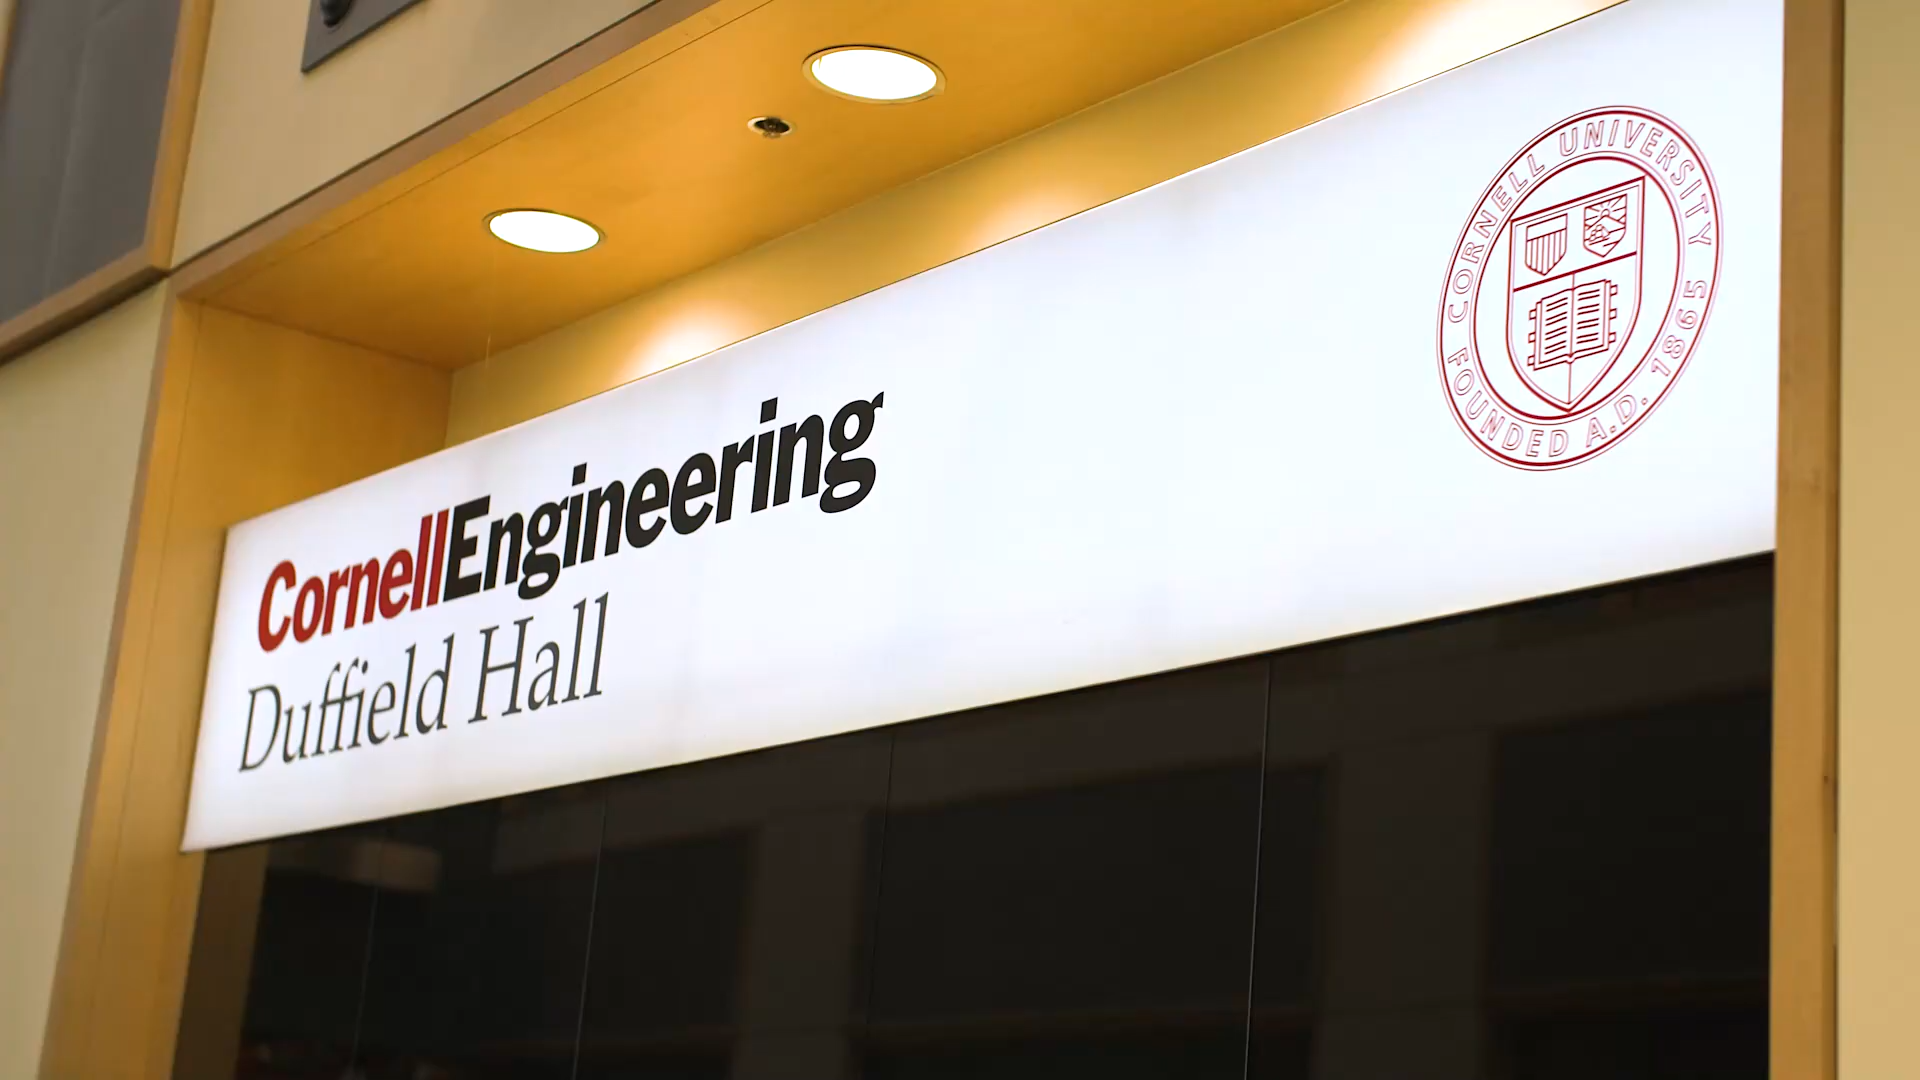 CornellEngineering
Duffield Hall
CORNELL UNIVERSITY
FOUNDED A.D. 1865